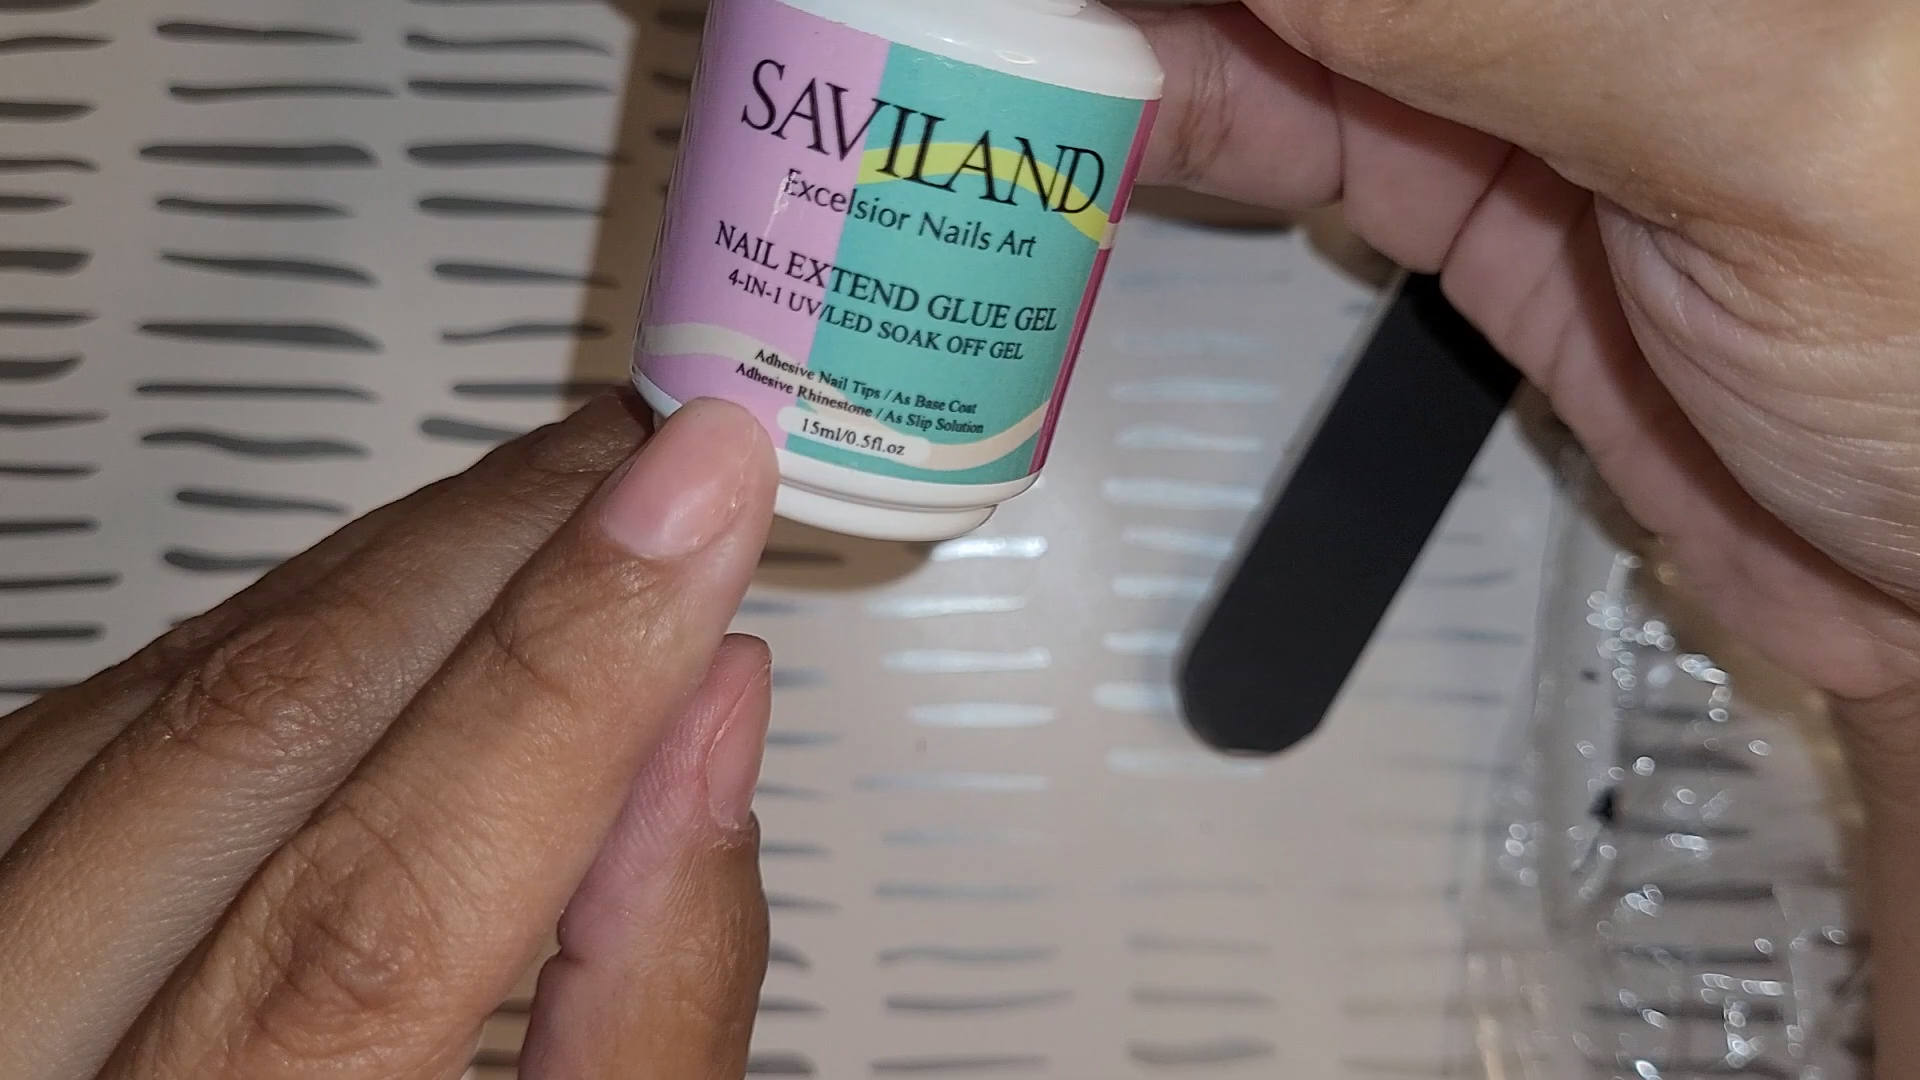 SAVILAND
Excelsior Nails Art
NAIL EXTEND GLUE GEL
4-IN-1 UV/LED SOAK OFF GEL
Adhesive Nail Tips / As Base Coat
Adhesive Rhinestone / As Slip Solution
15ml/0.5fl.oz